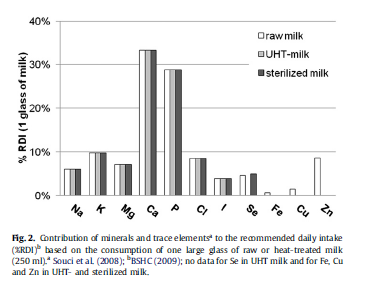 40%
raw milk
UHT-milk
30%
sterilized milk
20%
10%
0%
% RDI (1 glass of milk)
Na K Mg Ca P Cl I Se Fe Cu Zn
Fig. 2. Contribution of minerals and trace elementsᵃ to the recommended daily intake
(%RDI)ᵇ based on the consumption of one large glass of raw or heat-treated milk
(250 ml).ᵃ Souci et al. (2008); ᵇBSHC (2009); no data for Se in UHT milk and for Fe, Cu
and Zn in UHT- and sterilized milk.